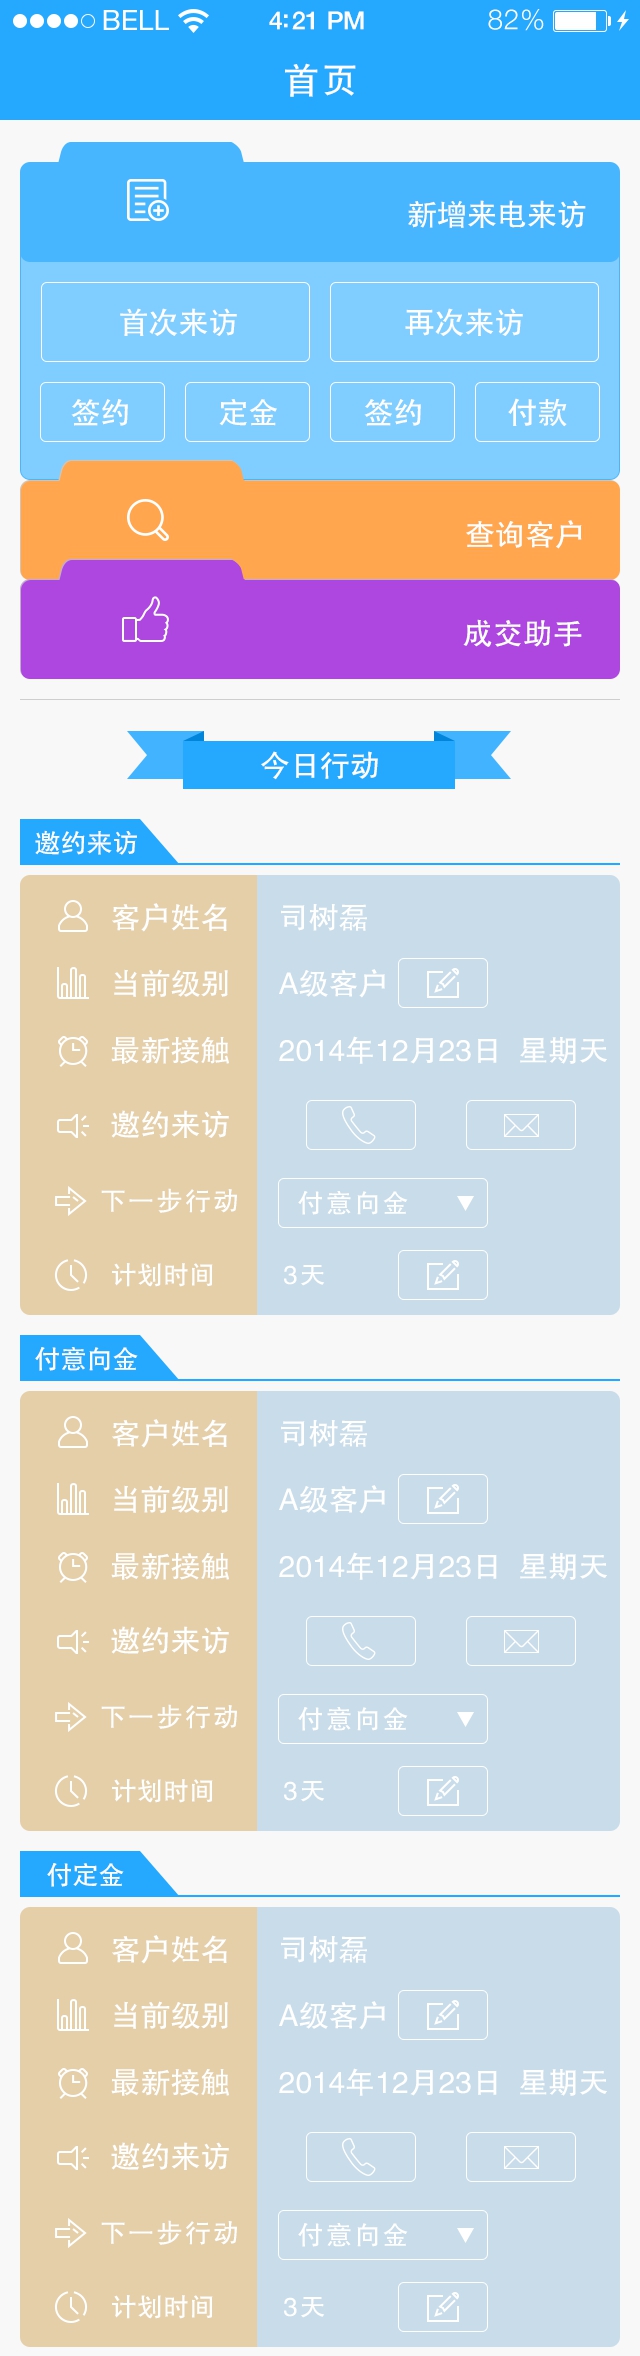 BELL 4:21 PM 82%
首页
新增来电来访
首次来访 再次来访
签约 定金 签约 付款
查询客户
成交助手
今日行动
邀约来访
客户姓名 司树磊
当前级别 A级客户
最新接触 2014年12月23日 星期天
邀约来访
下一步行动 付意向金
计划时间 3天
付意向金
客户姓名 司树磊
当前级别 A级客户
最新接触 2014年12月23日 星期天
邀约来访
下一步行动 付意向金
计划时间 3天
付定金
客户姓名 司树磊
当前级别 A级客户
最新接触 2014年12月23日 星期天
邀约来访
下一步行动 付意向金
计划时间 3天